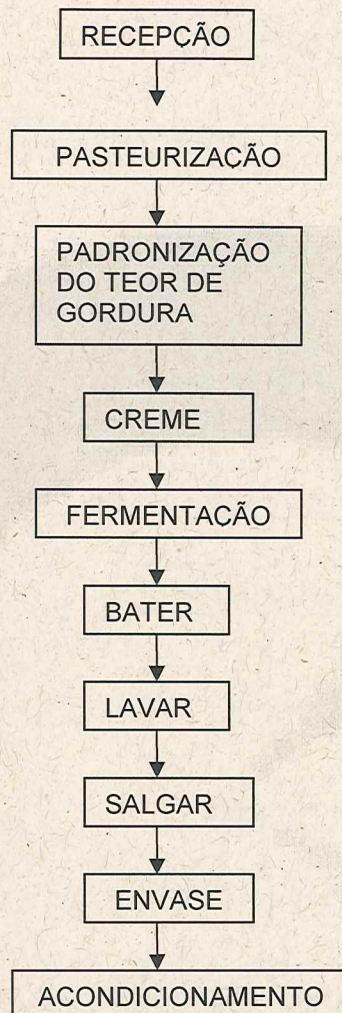 RECEPÇÃO
PASTEURIZAÇÃO
PADRONIZAÇÃO
DO TEOR DE
GORDURA
CREME
FERMENTAÇÃO
BATER
LAVAR
SALGAR
ENVASE
ACONDICIONAMENTO